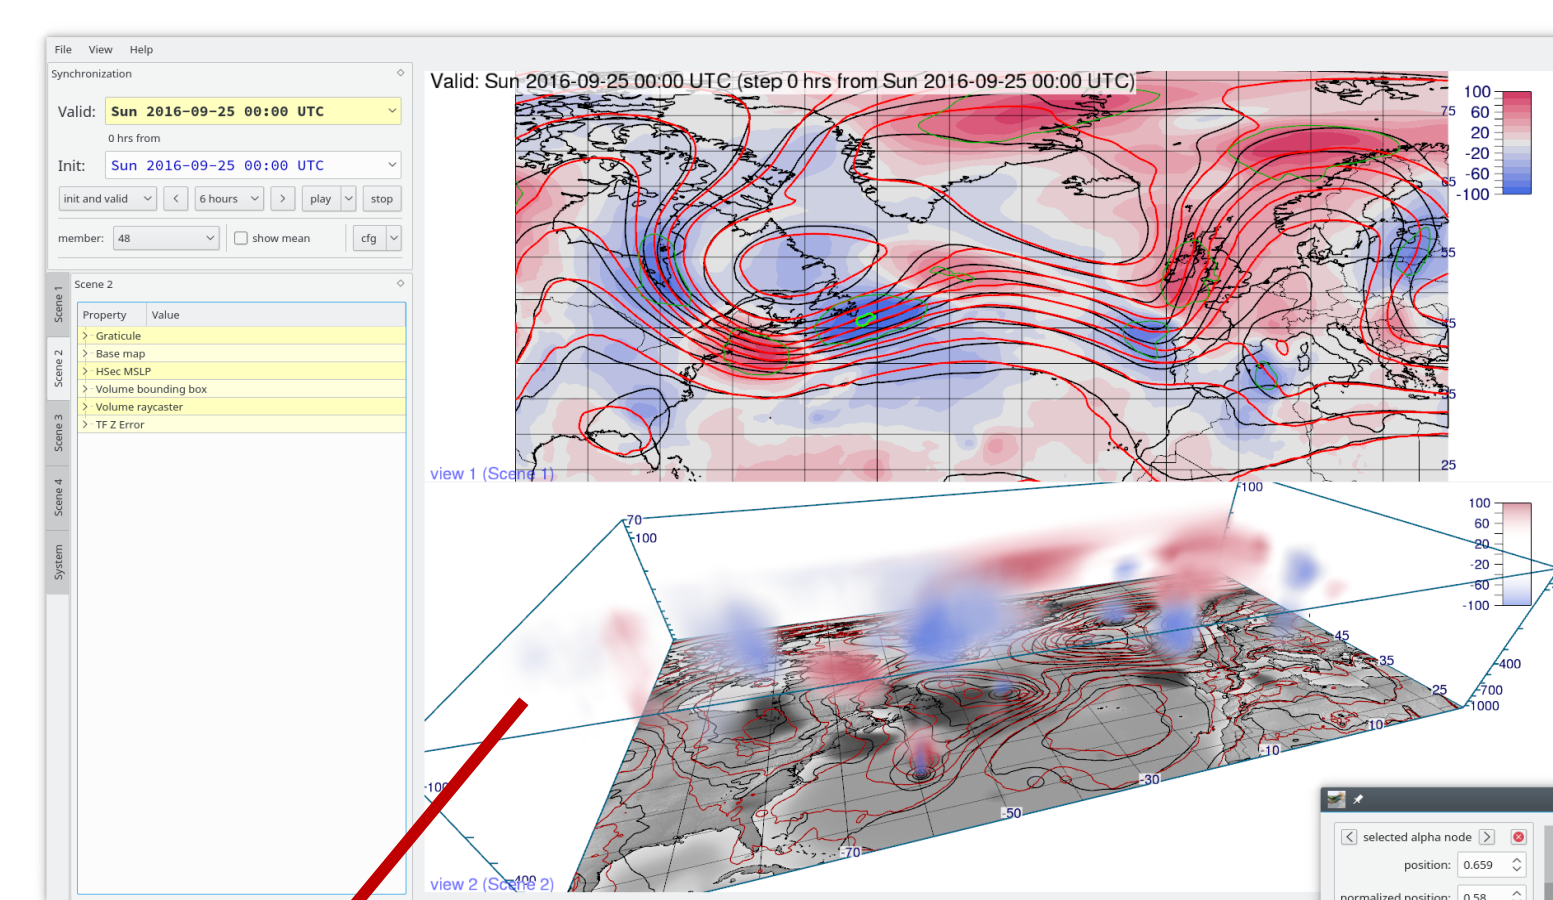 File View Help
Synchronization
Valid: Sun 2016-09-25 00:00 UTC
0 hrs from
Init: Sun 2016-09-25 00:00 UTC
init and valid < 6 hours > play stop
member: 48 show mean cfg
Scene 1
Scene 2
Scene 3
Scene 4
System
Scene 2
Property Value
Graticule
Base map
HSec MSLP
Volume bounding box
Volume raycaster
TF Z Error
Valid: Sun 2016-09-25 00:00 UTC (step 0 hrs from Sun 2016-09-25 00:00 UTC)
100
60
20
-20
-60
-100
75
65
55
45
35
25
view 1 (Scene 1)
70
100
100
100
60
20
-20
-60
-100
45
35
25
400
700
1000
10
-10
-30
-50
-70
100
400
view 2 (Scene 2)
selected alpha node
position: 0.659
normalized position: 0.58